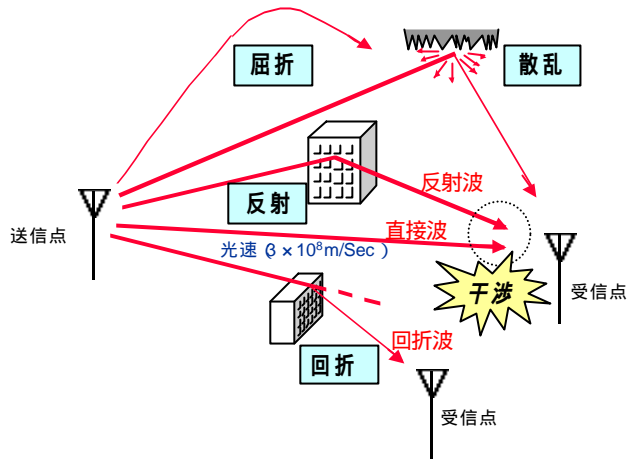 屈折
散乱
反射
反射波
送信点
直接波
光速 (3 × 10⁸m/Sec )
干渉
受信点
回折波
回折
受信点